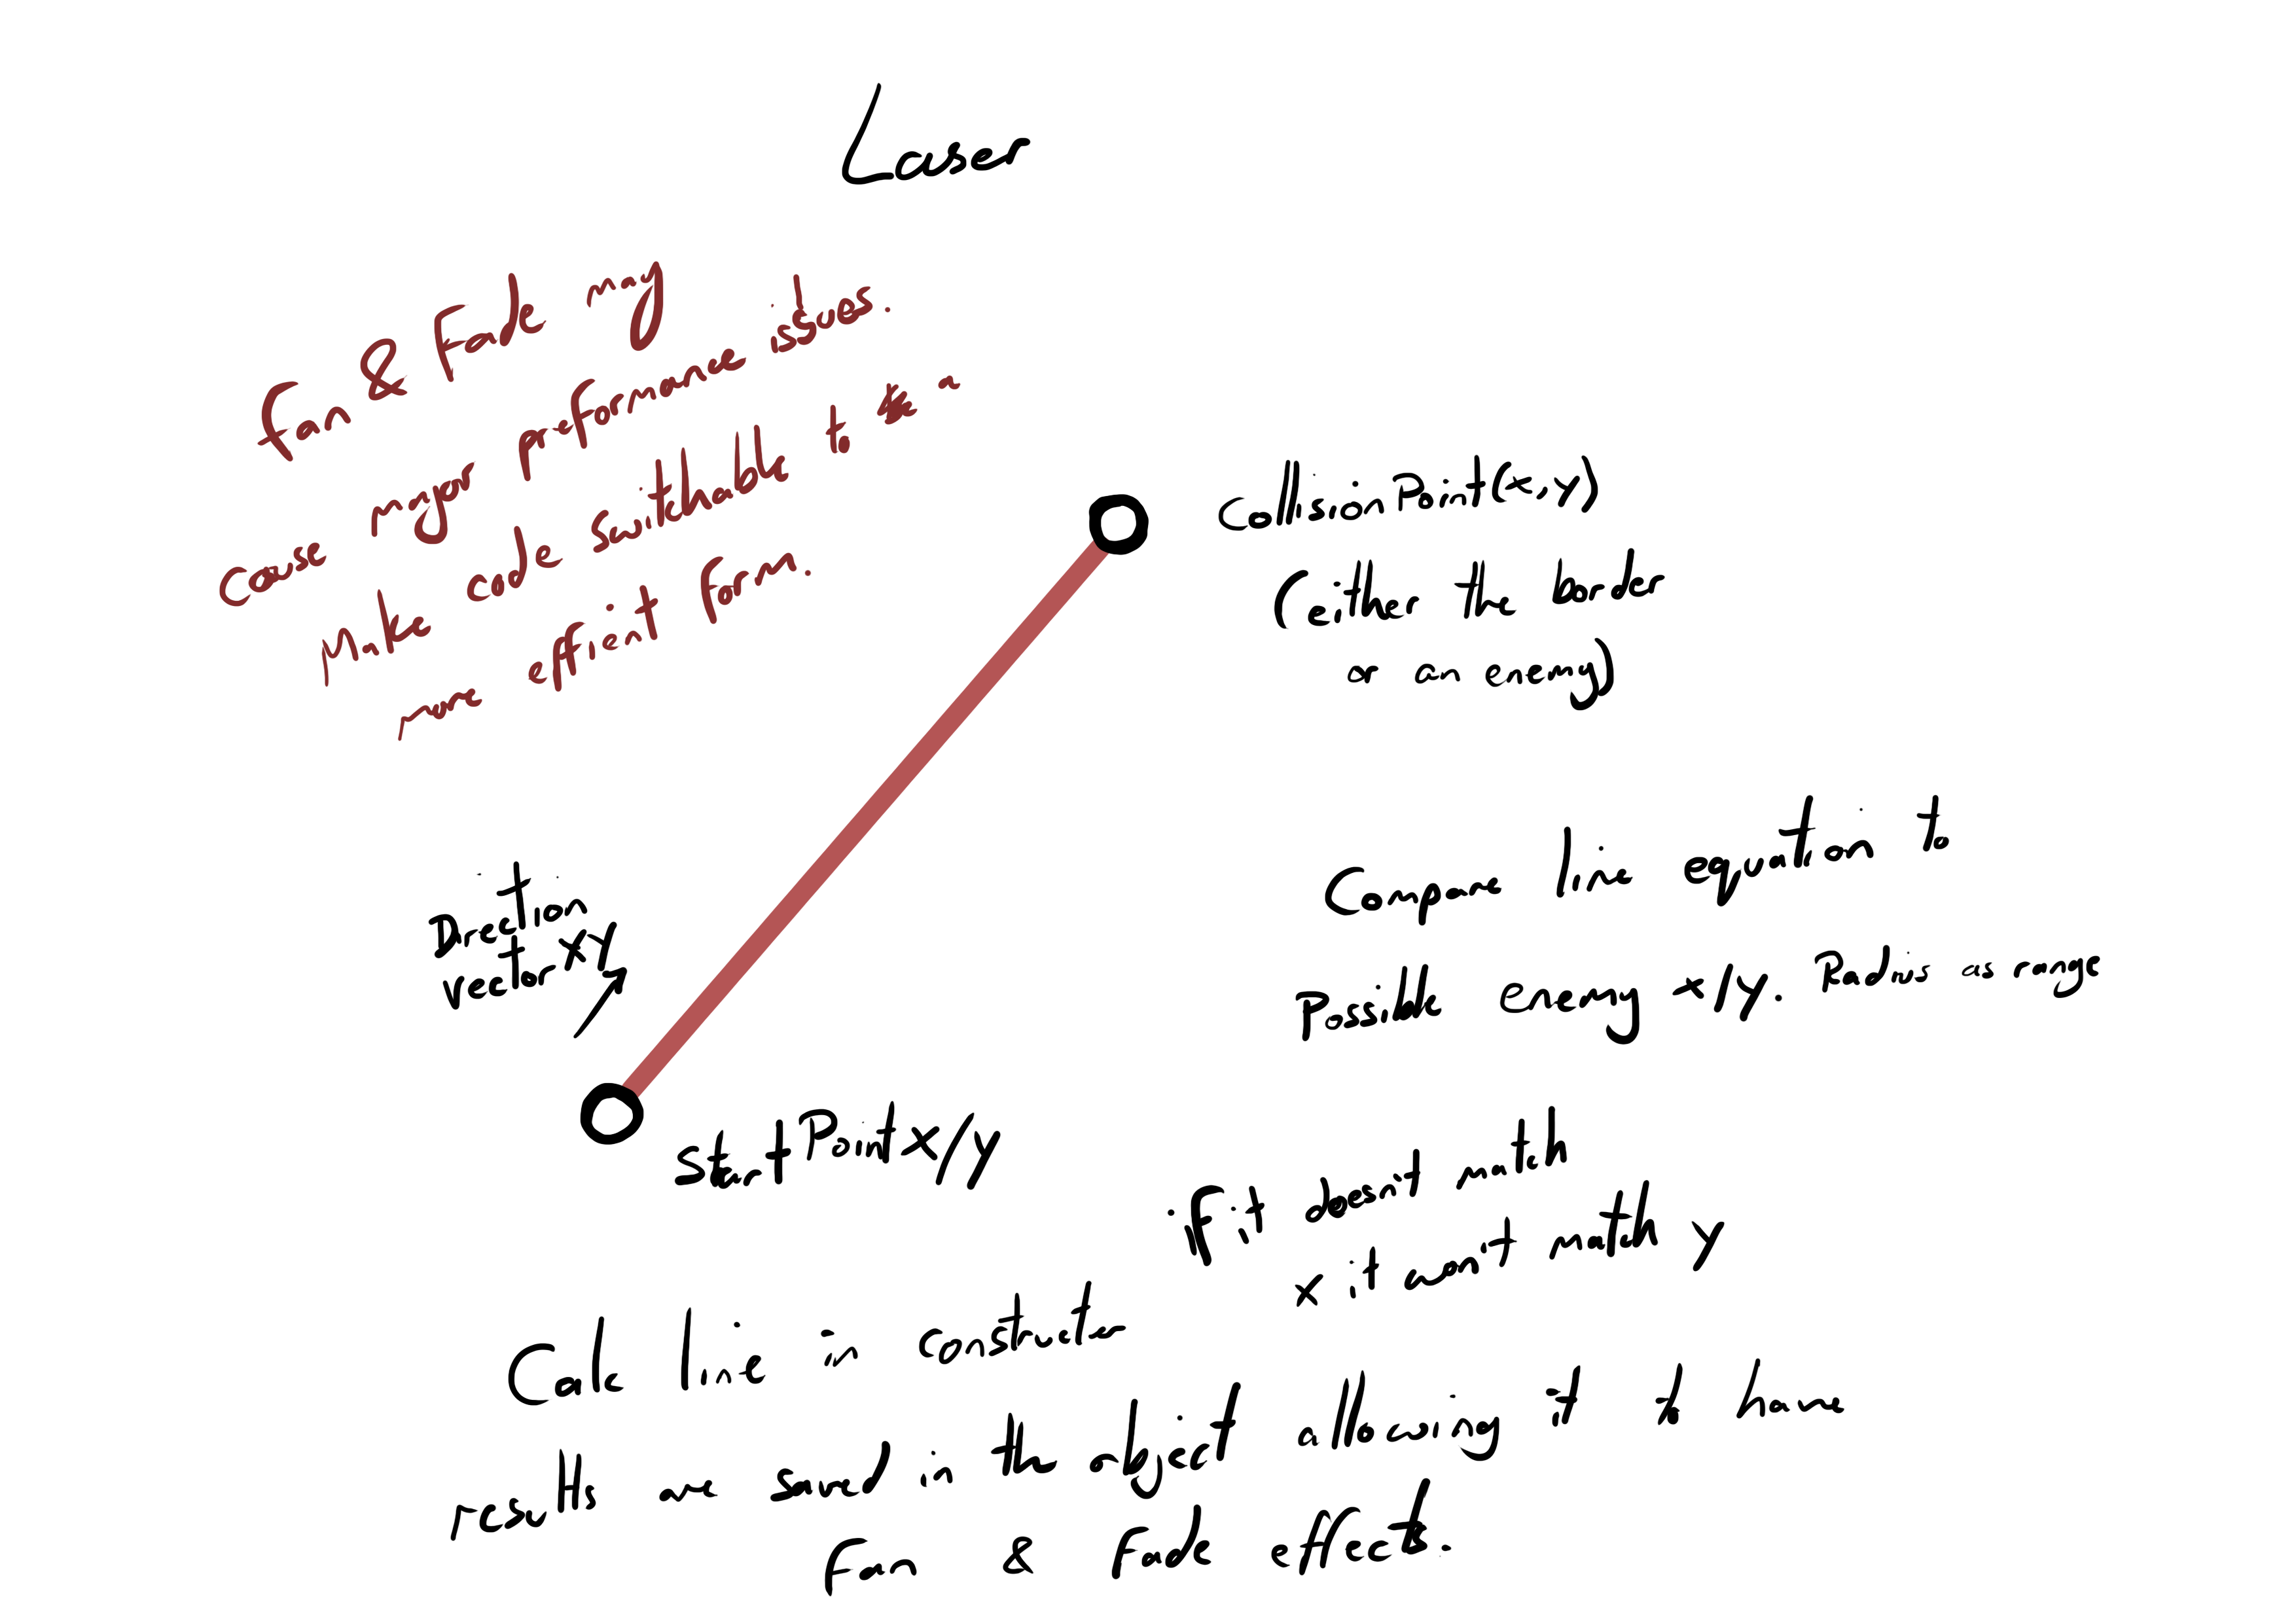 Laser
Fan & Fade may
cause major preformance issues.
Make code switchable to a
more effient form.
CollisionPoint(x,y)
(either the border
or an enemy)
Direction
vector XY
Compare line equation to
Possible enemy x/y. Radius as range
StartPoint x/y
if it doesn't match
x it won't match y
Calc line in constructer
results are saved in the object allowing it to have
Fan & Fade effects.